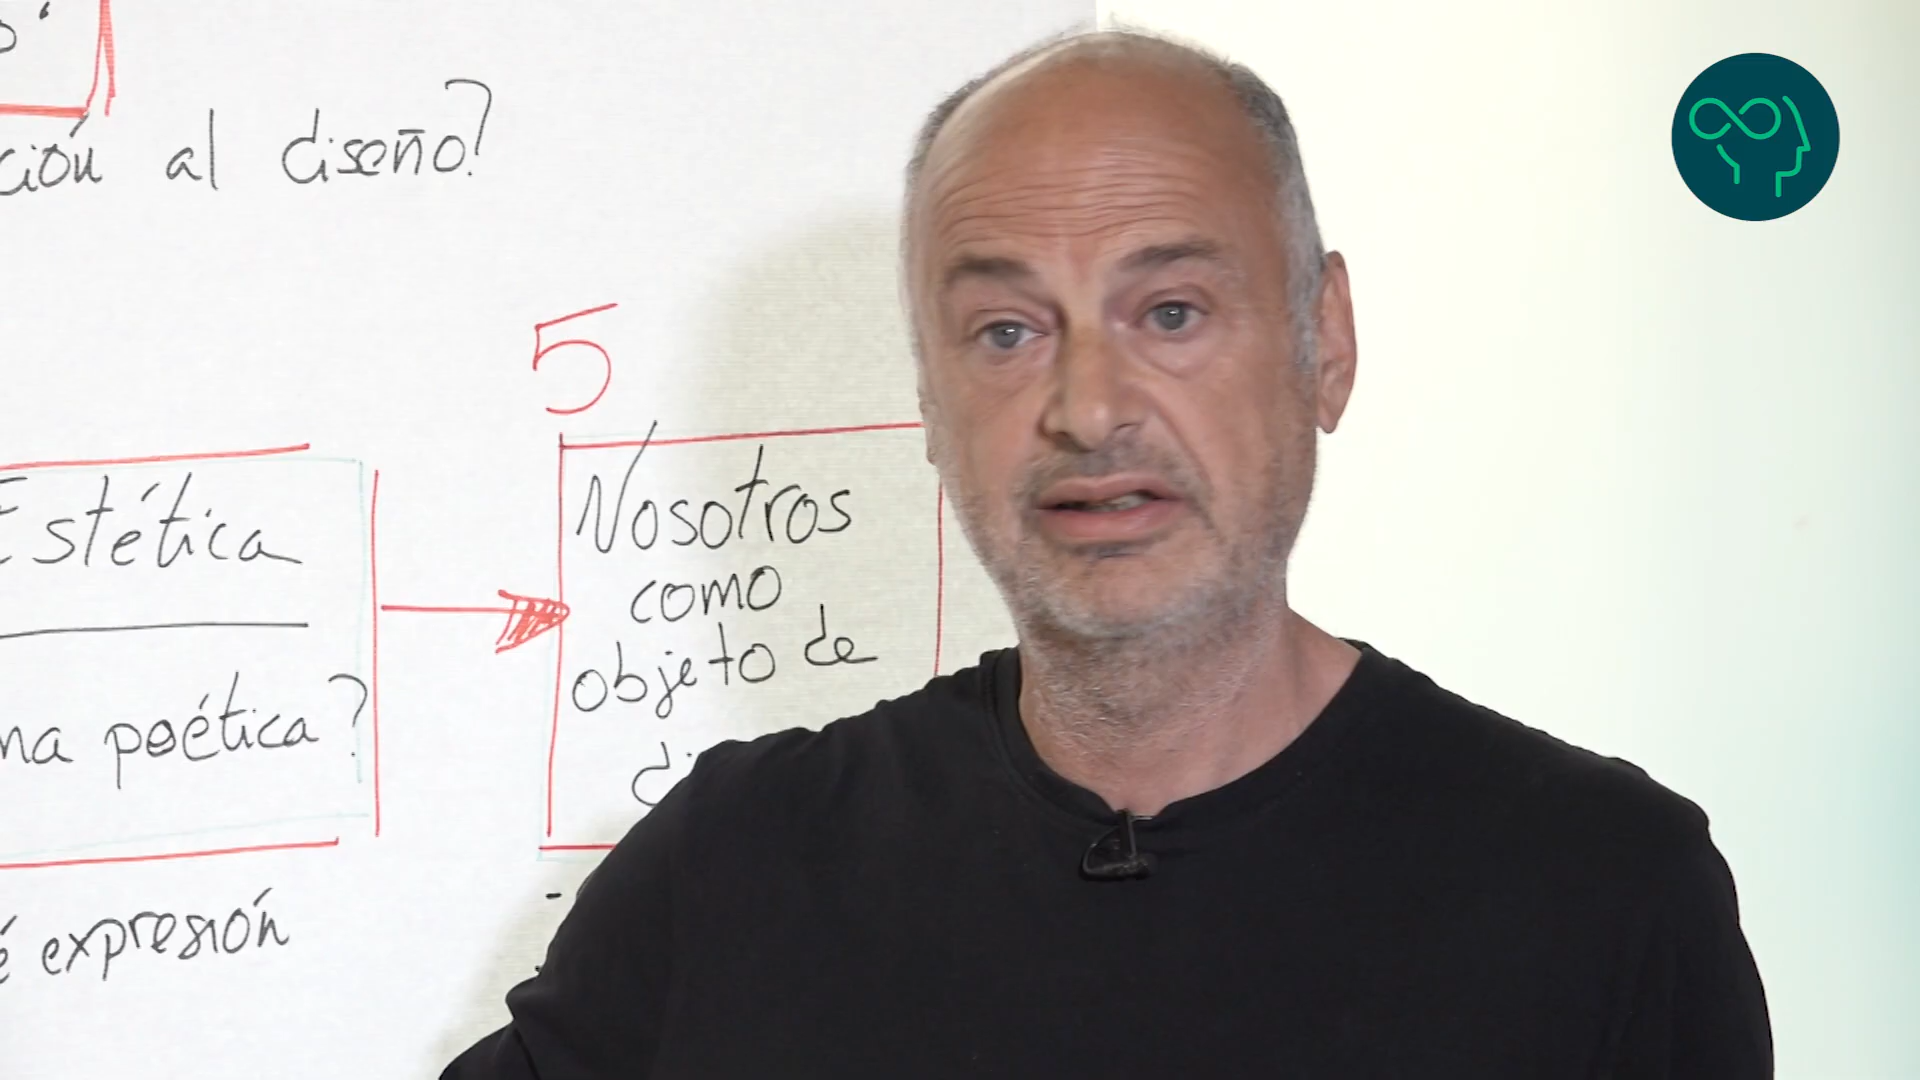 ción al diseño?
5
Estética
Nosotros
como
objeto de
na poética?
é expresión